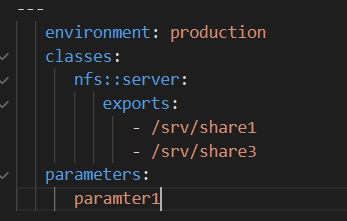 ---
environment: production
classes:
nfs::server:
exports:
- /srv/share1
- /srv/share3
parameters:
paramter1